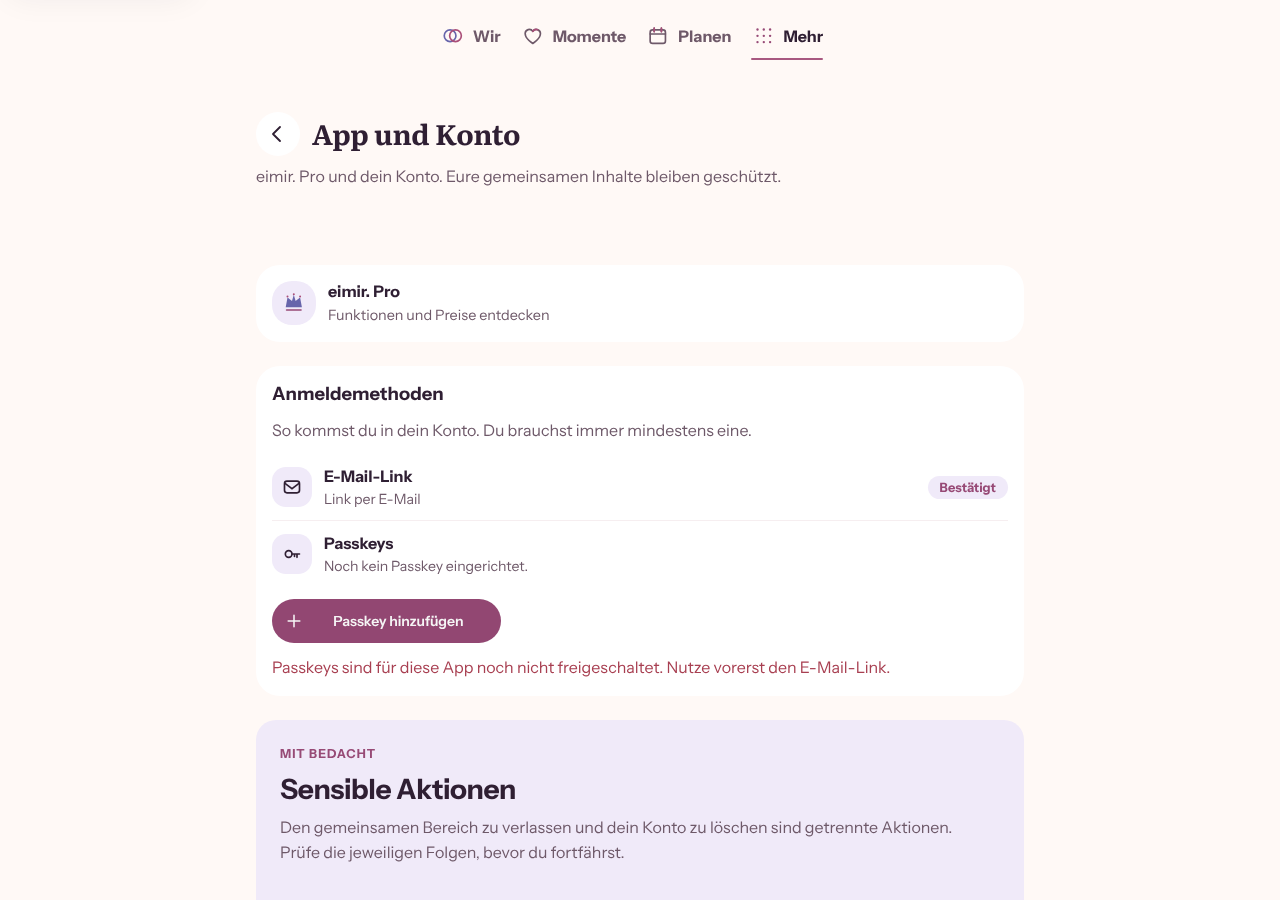 Wir
Momente
Planen
Mehr
App und Konto
eimir. Pro und dein Konto. Eure gemeinsamen Inhalte bleiben geschützt.
eimir. Pro
Funktionen und Preise entdecken
Anmeldemethoden
So kommst du in dein Konto. Du brauchst immer mindestens eine.
E-Mail-Link
Link per E-Mail
Bestätigt
Passkeys
Noch kein Passkey eingerichtet.
Passkey hinzufügen
Passkeys sind für diese App noch nicht freigeschaltet. Nutze vorerst den E-Mail-Link.
MIT BEDACHT
Sensible Aktionen
Den gemeinsamen Bereich zu verlassen und dein Konto zu löschen sind getrennte Aktionen.
Prüfe die jeweiligen Folgen, bevor du fortfährst.